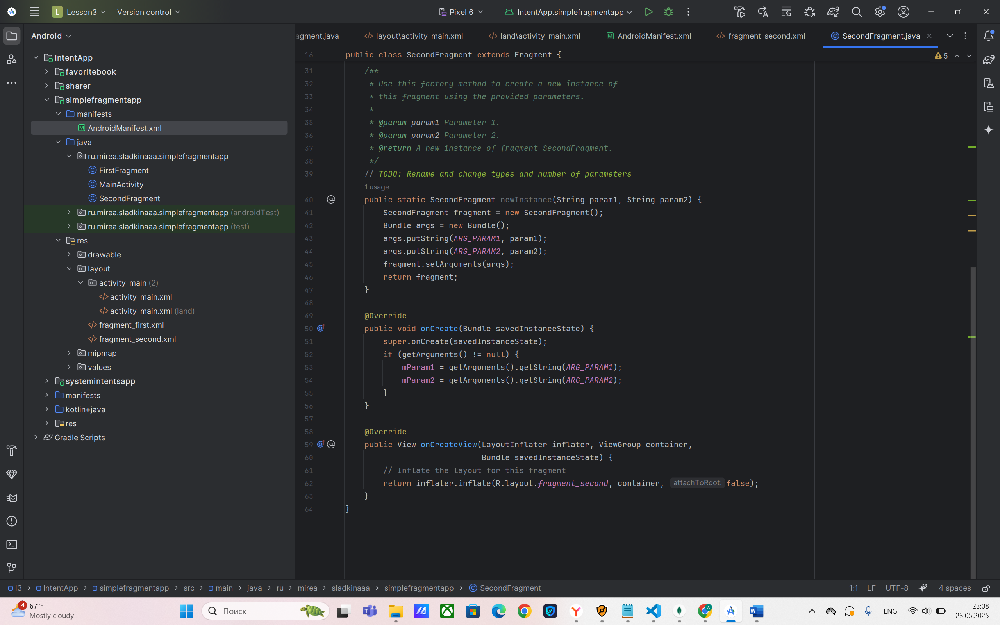 L Lesson3 Version control Pixel 6 IntentApp.simplefragmentapp
Android
agment.java layout\activity_main.xml land\activity_main.xml AndroidManifest.xml fragment_second.xml SecondFragment.java
IntentApp
favoritebook
sharer
simplefragmentapp
manifests
AndroidManifest.xml
java
ru.mirea.sladkinaaa.simplefragmentapp
FirstFragment
MainActivity
SecondFragment
ru.mirea.sladkinaaa.simplefragmentapp (androidTest)
ru.mirea.sladkinaaa.simplefragmentapp (test)
res
drawable
layout
activity_main (2)
activity_main.xml
activity_main.xml (land)
fragment_first.xml
fragment_second.xml
mipmap
values
systemintentsapp
manifests
kotlin+java
res
Gradle Scripts
16 public class SecondFragment extends Fragment {
5
31 /**
32 * Use this factory method to create a new instance of
33 * this fragment using the provided parameters.
34 *
35 * @param param1 Parameter 1.
36 * @param param2 Parameter 2.
37 * @return A new instance of fragment SecondFragment.
38 */
39 // TODO: Rename and change types and number of parameters
1 usage
40 @ public static SecondFragment newInstance(String param1, String param2) {
41 SecondFragment fragment = new SecondFragment();
42 Bundle args = new Bundle();
43 args.putString(ARG_PARAM1, param1);
44 args.putString(ARG_PARAM2, param2);
45 fragment.setArguments(args);
46 return fragment;
47 }
48
49 @Override
50 public void onCreate(Bundle savedInstanceState) {
51 super.onCreate(savedInstanceState);
52 if (getArguments() != null) {
53 mParam1 = getArguments().getString(ARG_PARAM1);
54 mParam2 = getArguments().getString(ARG_PARAM2);
55 }
56 }
57
58 @Override
59 @ public View onCreateView(LayoutInflater inflater, ViewGroup container,
60 Bundle savedInstanceState) {
61 // Inflate the layout for this fragment
62 return inflater.inflate(R.layout.fragment_second, container, attachToRoot: false);
63 }
64 }
l3 > IntentApp > simplefragmentapp > src > main > java > ru > mirea > sladkinaaa > simplefragmentapp > SecondFragment
1:1 LF UTF-8 4 spaces
4 67°F
Mostly cloudy
Поиск
ENG
23:08
23.05.2025